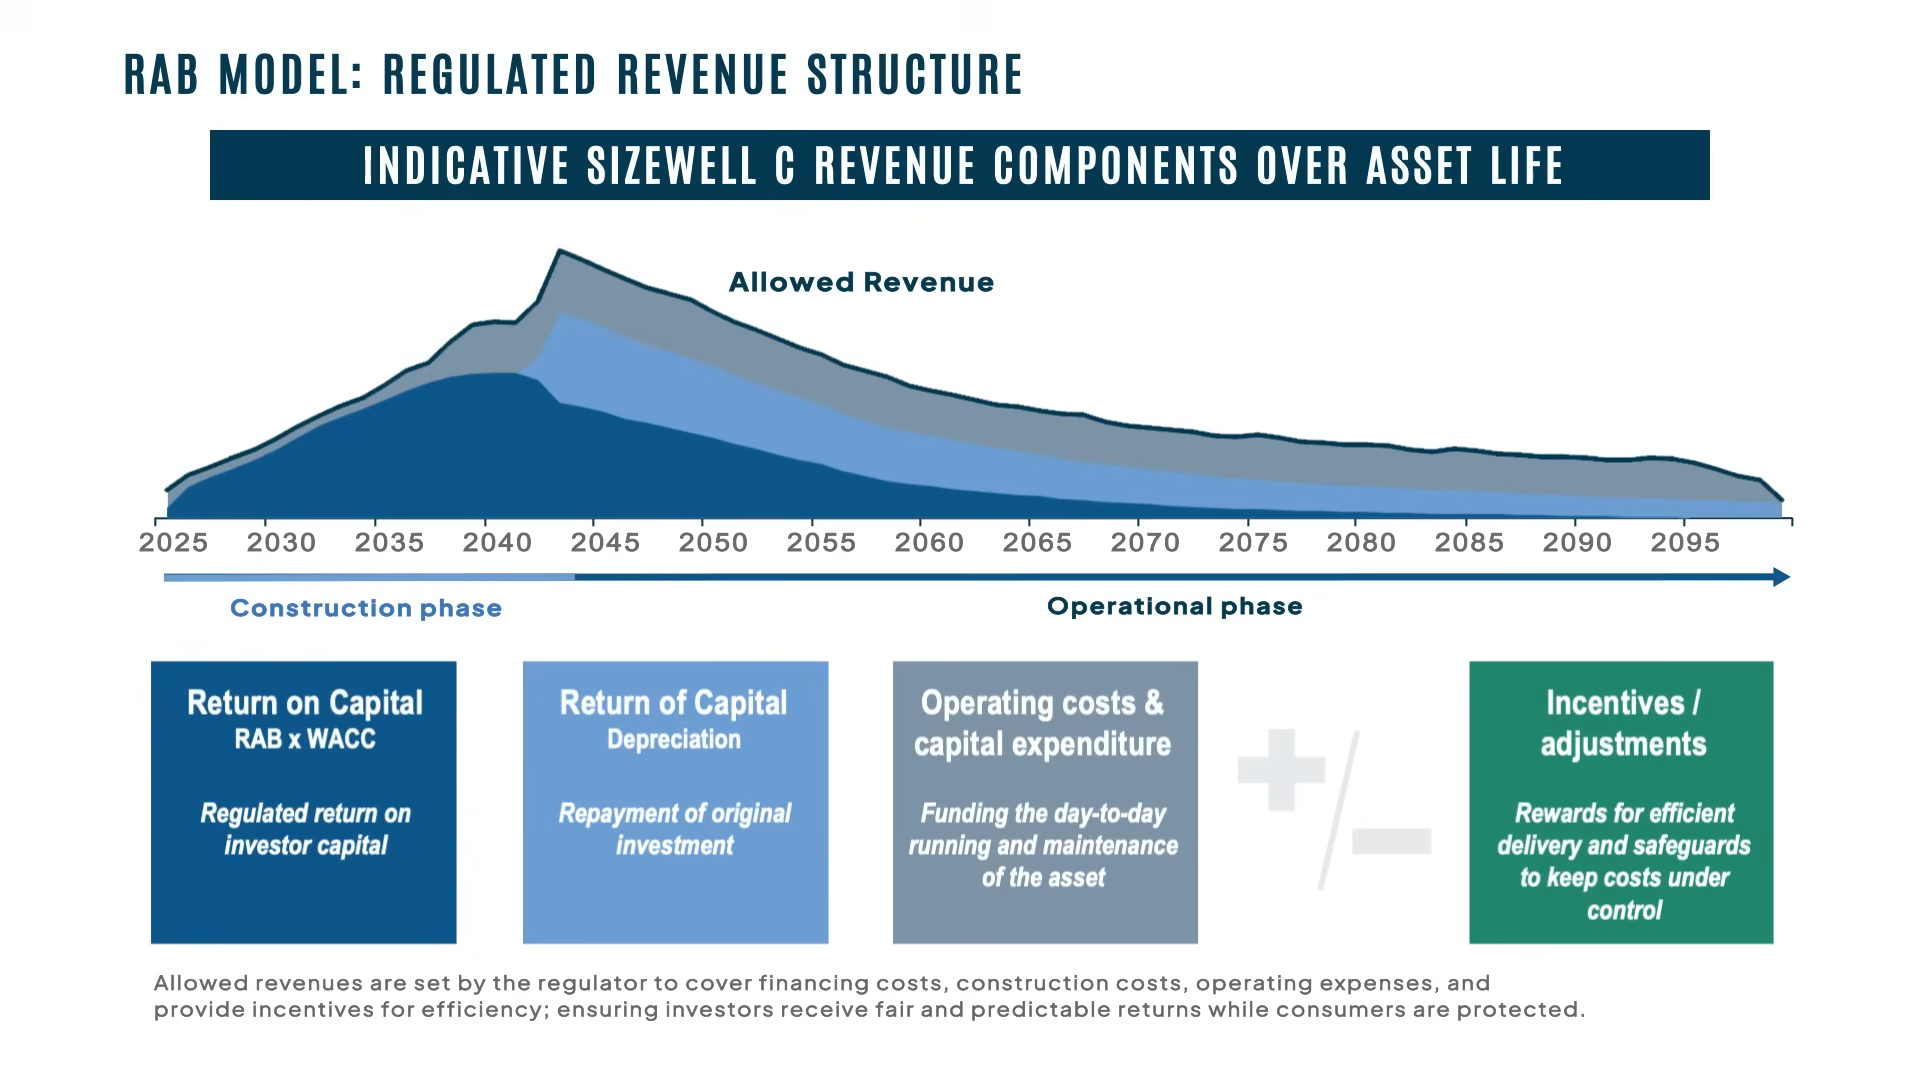 RAB MODEL: REGULATED REVENUE STRUCTURE
INDICATIVE SIZEWELL C REVENUE COMPONENTS OVER ASSET LIFE
Allowed Revenue
2025 2030 2035 2040 2045 2050 2055 2060 2065 2070 2075 2080 2085 2090 2095
Construction phase
Operational phase
Return on Capital
RAB x WACC
Regulated return on
investor capital
Return of Capital
Depreciation
Repayment of original
investment
Operating costs &
capital expenditure
Funding the day-to-day
running and maintenance
of the asset
+/−
Incentives /
adjustments
Rewards for efficient
delivery and safeguards
to keep costs under
control
Allowed revenues are set by the regulator to cover financing costs, construction costs, operating expenses, and
provide incentives for efficiency; ensuring investors receive fair and predictable returns while consumers are protected.